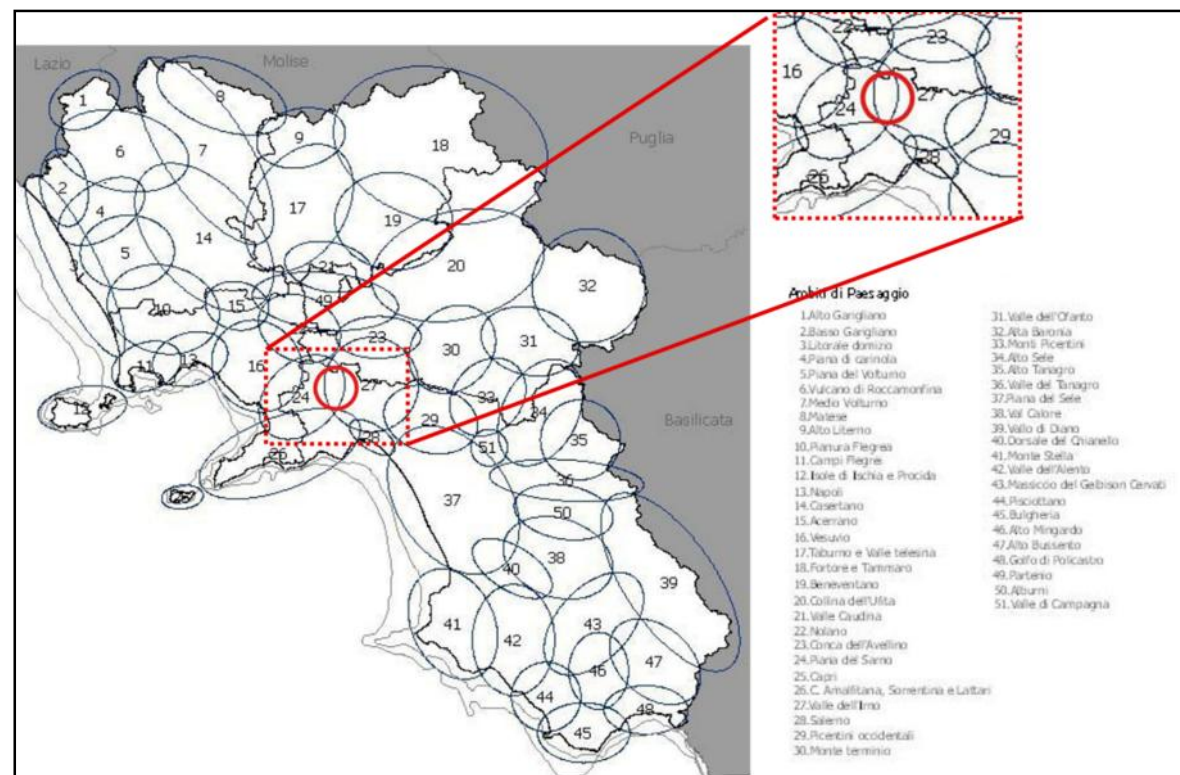 Lazio
Molise
Puglia
Basilicata
1
8
9
18
6
7
2
4
17
19
14
5
3
20
21
32
10
15
49
23
30
31
11
13
16
24
27
12
33
29
34
28
35
51
26
25
36
37
50
38
40
39
41
42
43
46
47
44
48
45
22
23
16
27
24
29
28
26
Ambiti di Paesaggio
1.Alto Garigliano
2.Basso Garigliano
3.Litorale domizio
4.Piana di carinola
5.Piana del Volturno
6.Vulcano di Roccamonfina
7.Medio Volturno
8.Matese
9.Alto Literno
10.Pianura Flegrea
11.Campi Flegrei
12.Isole di Ischia e Procida
13.Napoli
14.Casertano
15.Acerrano
16.Vesuvio
17.Taburno e Valle telesina
18.Fortore e Tammaro
19.Beneventano
20.Collina dell'Ufita
21.Valle Caudina
22.Nolano
23.Conca dell'Avellino
24.Piana del Sarno
25.Capri
26.C. Amalfitana, Sorrentina e Lattari
27.Valle dell'Irno
28.Salerno
29.Picentini occidentali
30.Monte terminio
31.Valle dell'Ofanto
32.Alta Baronia
33.Monti Picentini
34.Alto Sele
35.Alto Tanagro
36.Valle del Tanagro
37.Piana del Sele
38.Val Calore
39.Vallo di Diano
40.Dorsale del Chianello
41.Monte Stella
42.Valle dell'Alento
43.Massiccio del Gelbison Cervati
44.Pisciottano
45.Bulgheria
46.Alto Mingardo
47.Alto Bussento
48.Golfo di Policastro
49.Partenio
50.Alburni
51.Valle di Campagna